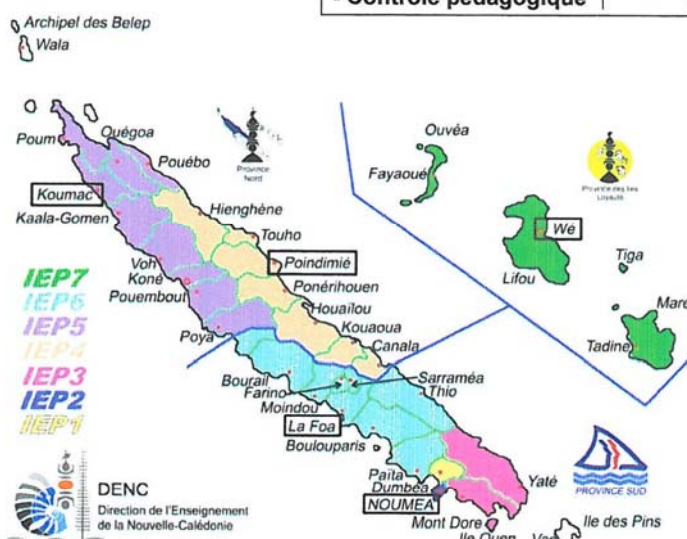 - Contrôle pédagogique
Archipel des Belep
Wala
Poum
Ouégoa
Pouébo
Koumac
Kaala-Gomen
Hienghène
Touho
Poindimié
Voh
Koné
Pouembout
Ponérihouen
Houaïlou
Kouaoua
Canala
Poya
Province
Nord
Ouvéa
Fayaoué
Province des îles
Loyauté
Wé
Lifou
Tiga
Maré
Tadine
IEP7
IEP6
IEP5
IEP4
IEP3
IEP2
IEP1
Bourail
Farino
Moindou
La Foa
Boulouparis
Sarraméa
Thio
Païta
Dumbéa
NOUMEA
Mont Dore
Yaté
PROVINCE SUD
Ile des Pins
Ile Ouen
DENC
Direction de l'Enseignement
de la Nouvelle-Calédonie